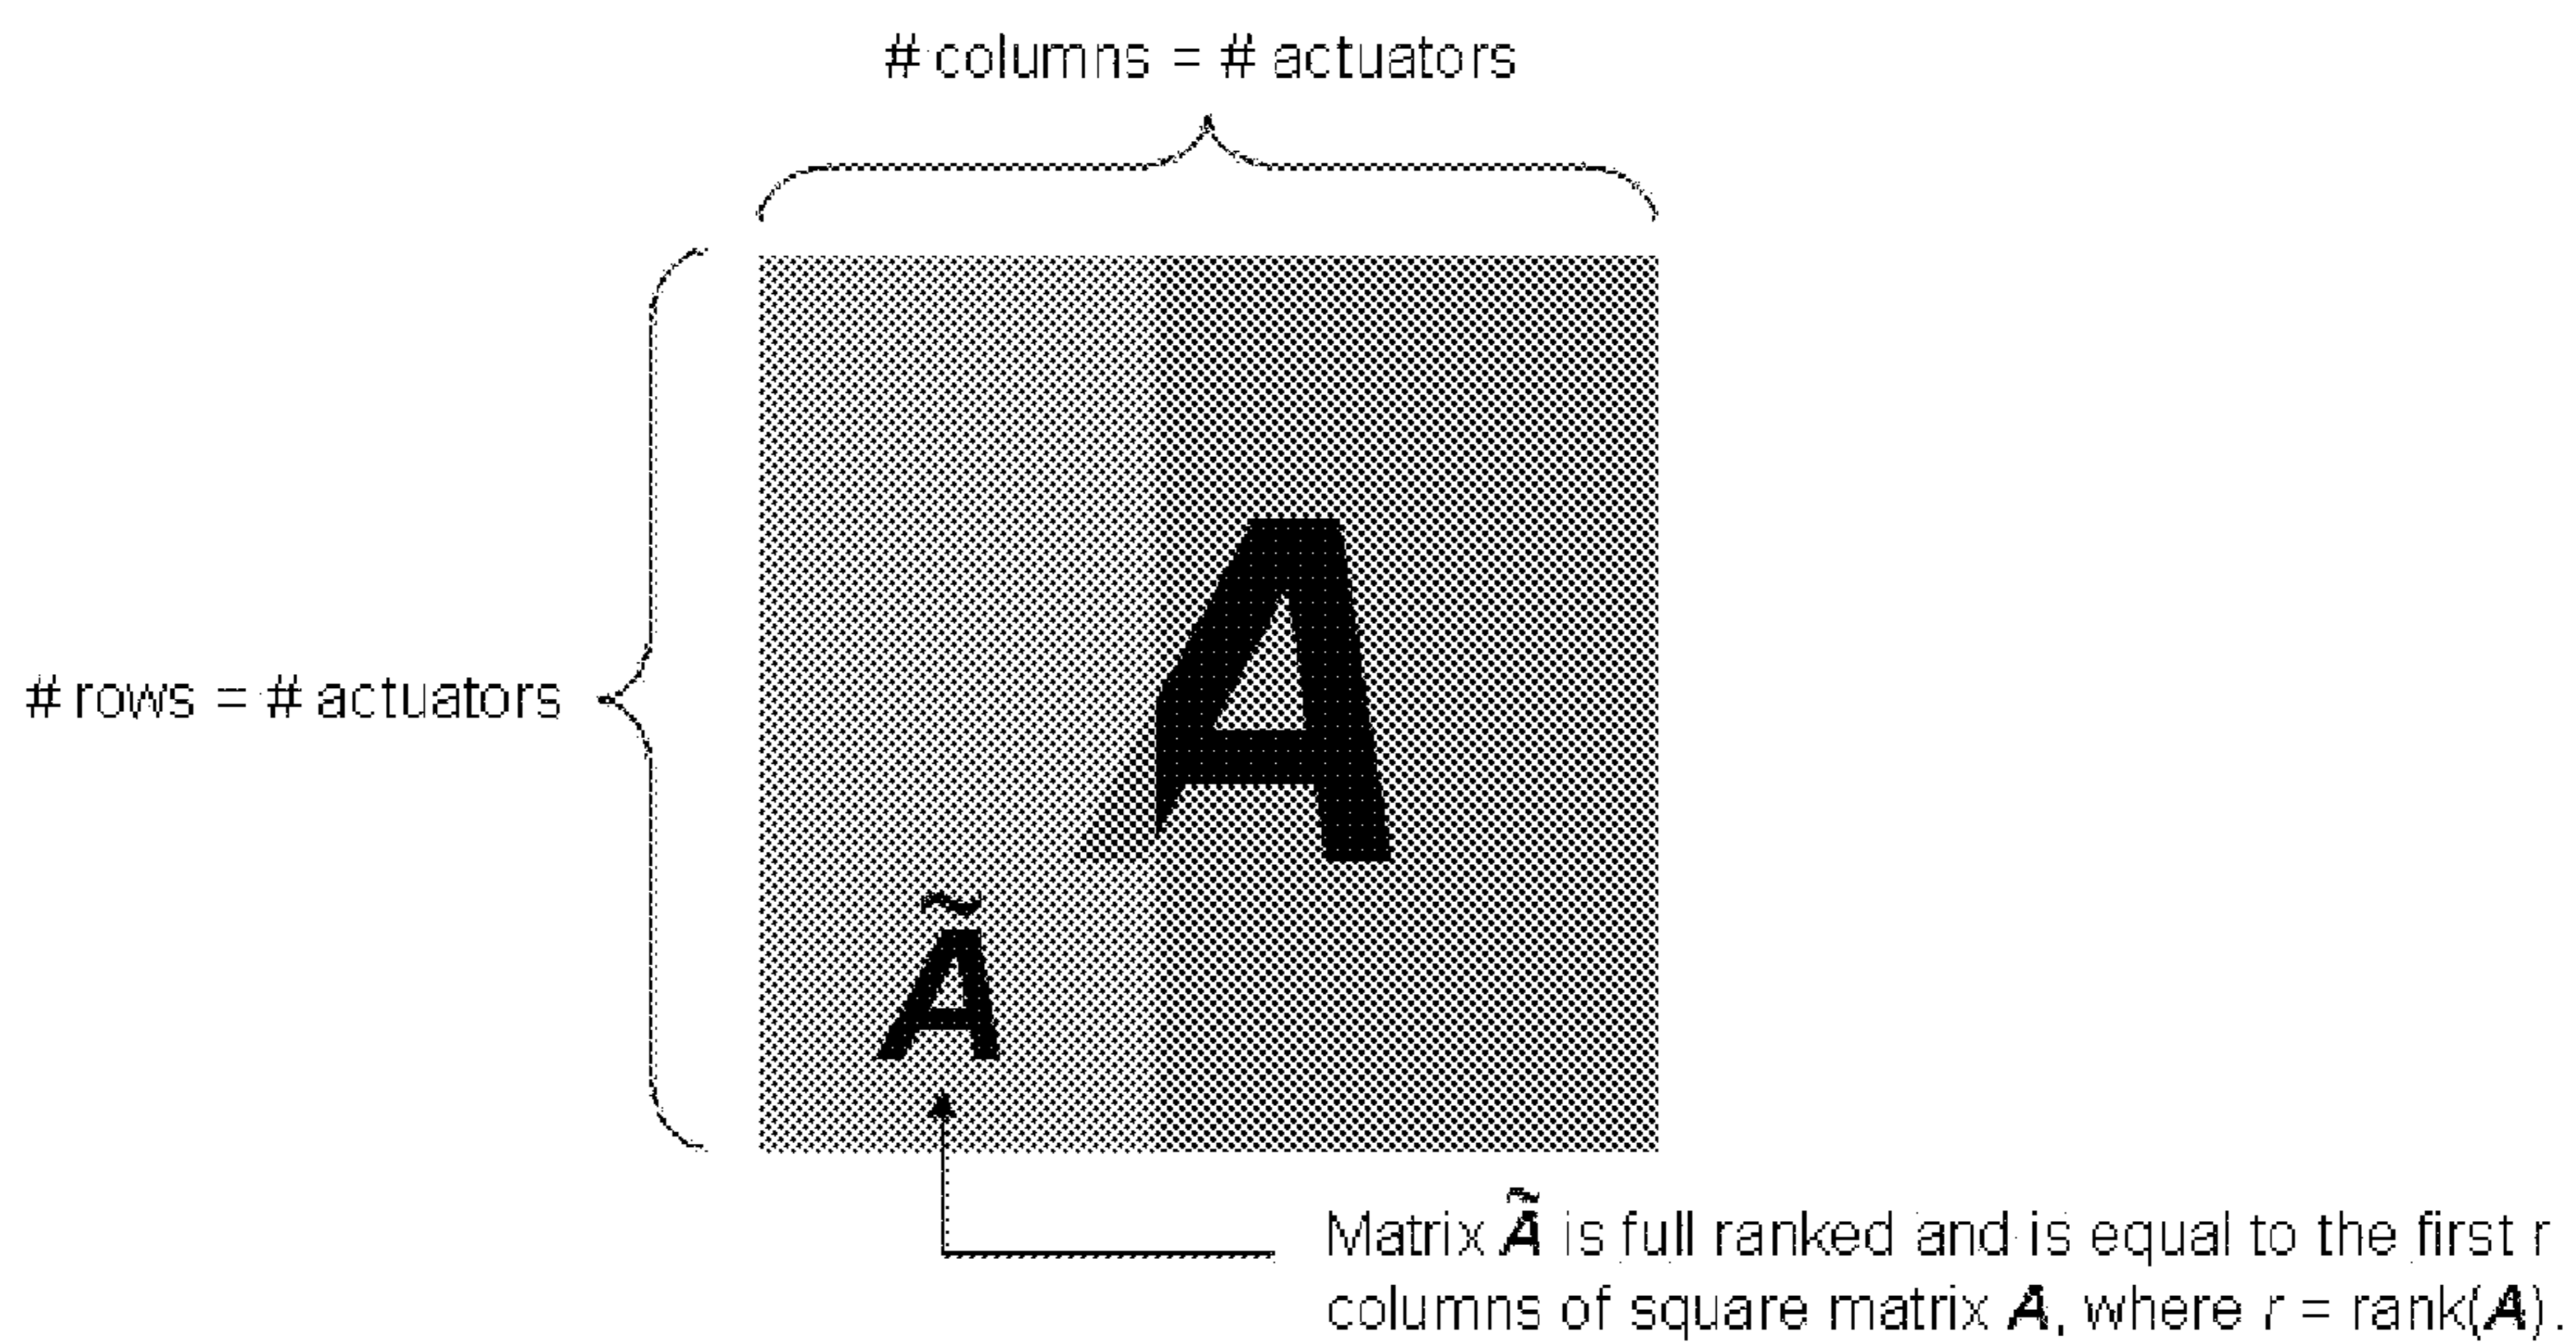 # columns = # actuators
# rows = # actuators
A
Ã
Matrix Ã is full ranked and is equal to the first r
columns of square matrix A, where r = rank(A).